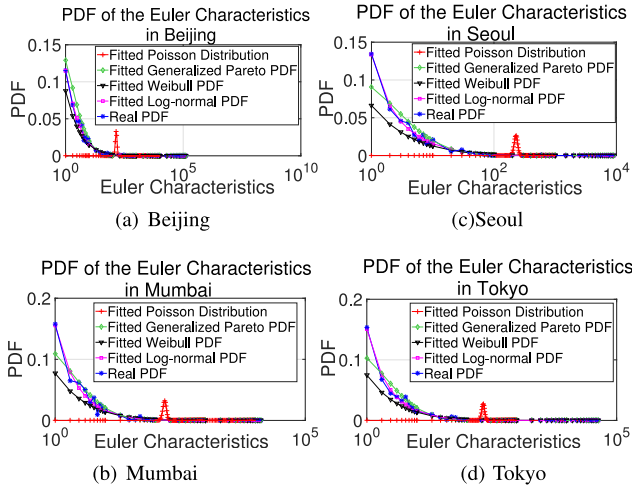 PDF of the Euler Characteristics
in Beijing
0.15
0.1
0.05
0
PDF
Fitted Poisson Distribution
Fitted Generalized Pareto PDF
Fitted Weibull PDF
Fitted Log-normal PDF
Real PDF
10^0
10^5
10^10
Euler Characteristics
(a) Beijing
PDF of the Euler Characteristics
in Seoul
0.15
0.1
0.05
0
PDF
Fitted Poisson Distribution
Fitted Generalized Pareto PDF
Fitted Weibull PDF
Fitted Log-normal PDF
Real PDF
10^0
10^2
10^4
Euler Characteristics
(c)Seoul
PDF of the Euler Characteristics
in Mumbai
0.2
0.1
0
PDF
Fitted Poisson Distribution
Fitted Generalized Pareto PDF
Fitted Weibull PDF
Fitted Log-normal PDF
Real PDF
10^0
10^5
Euler Characteristics
(b) Mumbai
PDF of the Euler Characteristics
in Tokyo
0.2
0.1
0
PDF
Fitted Poisson Distribution
Fitted Generalized Pareto PDF
Fitted Weibull PDF
Fitted Log-normal PDF
Real PDF
10^0
10^5
Euler Characteristics
(d) Tokyo